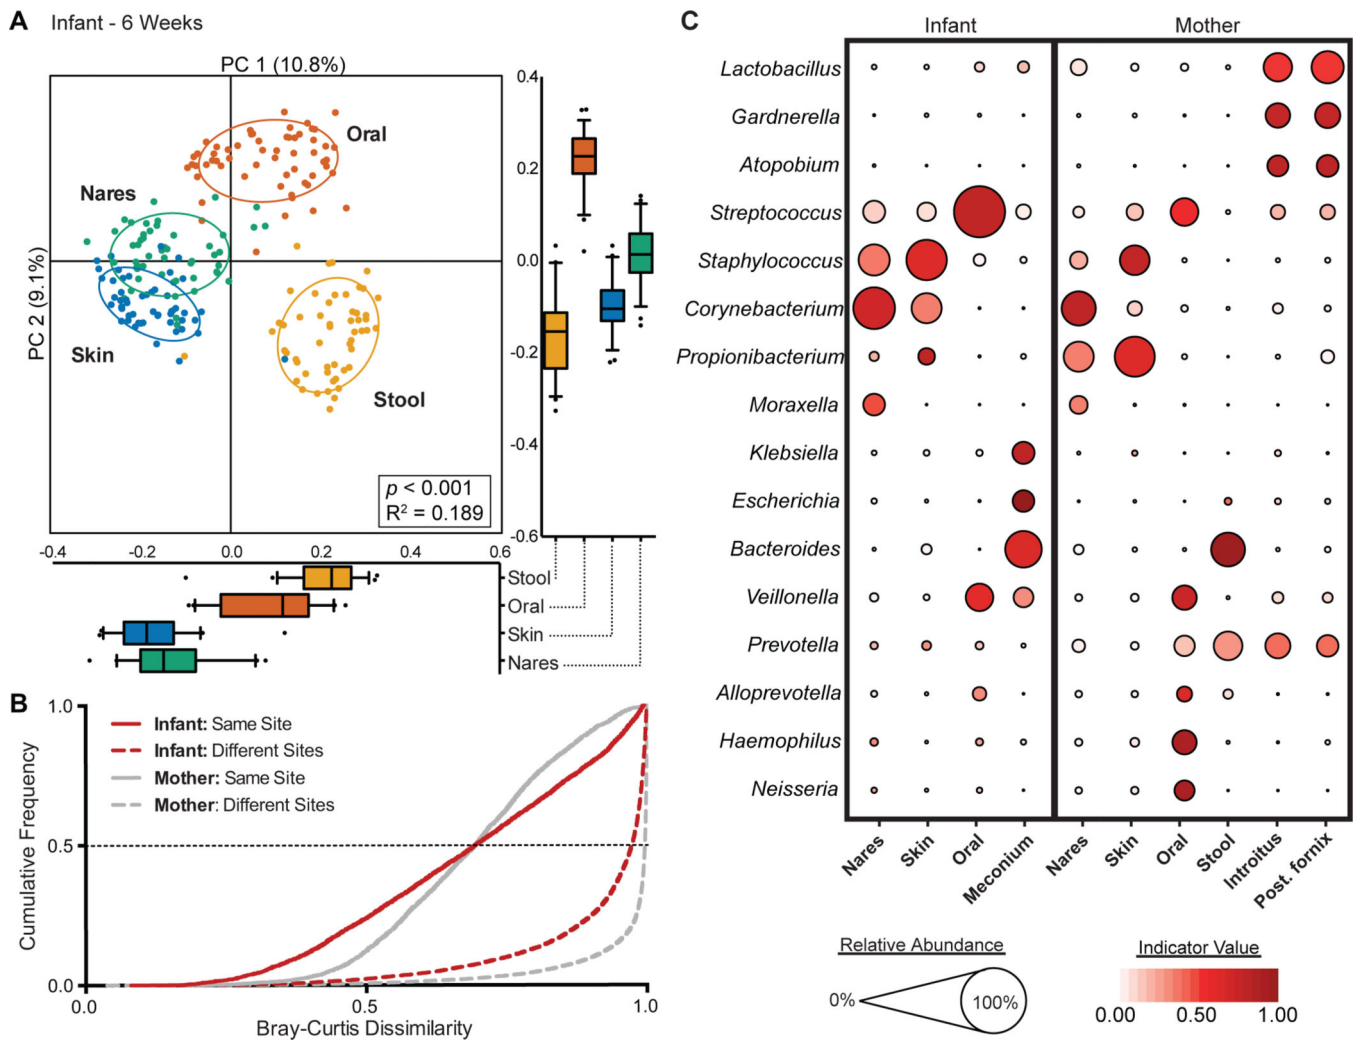 A Infant - 6 Weeks
PC 1 (10.8%)
PC 2 (9.1%)
Oral
Nares
Skin
Stool
p < 0.001
R² = 0.189
0.4
0.2
0.0
-0.2
-0.4
-0.6
-0.4
-0.2
0.0
0.2
0.4
0.6
Stool
Oral
Skin
Nares
B
Cumulative Frequency
1.0
0.5
0.0
Infant: Same Site
Infant: Different Sites
Mother: Same Site
Mother: Different Sites
0.0
0.5
1.0
Bray-Curtis Dissimilarity
C
Infant
Mother
Lactobacillus
Gardnerella
Atopobium
Streptococcus
Staphylococcus
Corynebacterium
Propionibacterium
Moraxella
Klebsiella
Escherichia
Bacteroides
Veillonella
Prevotella
Alloprevotella
Haemophilus
Neisseria
Nares
Skin
Oral
Meconium
Nares
Skin
Oral
Stool
Introitus
Post. fornix
Relative Abundance
0%
100%
Indicator Value
0.00
0.50
1.00